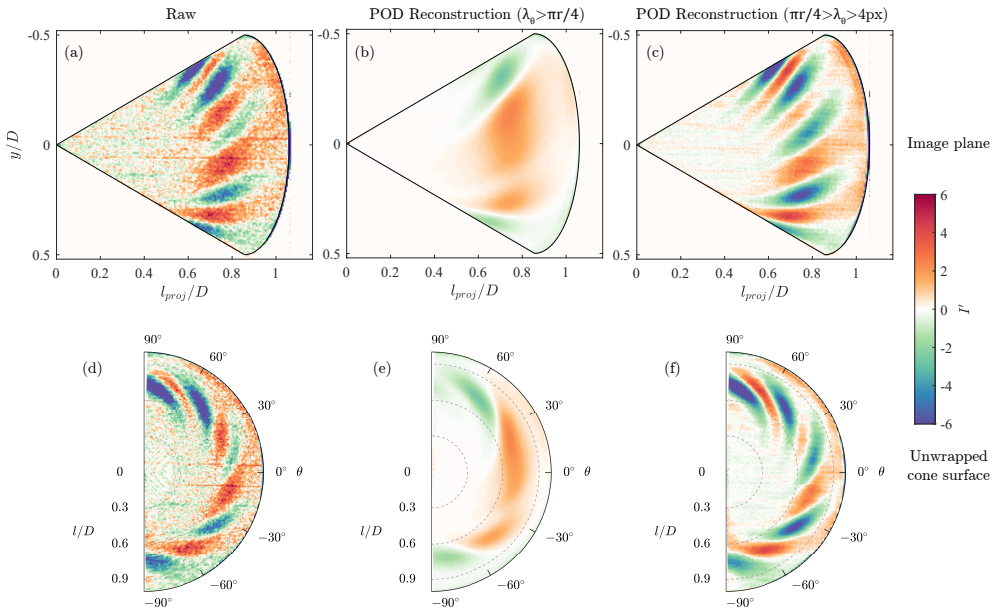 Raw
POD Reconstruction (λθ>πr/4)
POD Reconstruction (πr/4>λθ>4px)
(a)
(b)
(c)
-0.5
0
0.5
y/D
-0.5
0
0.5
-0.5
0
0.5
0 0.2 0.4 0.6 0.8 1
0 0.2 0.4 0.6 0.8 1
0 0.2 0.4 0.6 0.8 1
l_proj/D
l_proj/D
l_proj/D
Image plane
6
4
2
0
-2
-4
-6
I'
Unwrapped
cone surface
(d)
90°
60°
30°
0° θ
−30°
−60°
−90°
0
0.3
0.6
0.9
l/D
(e)
90°
60°
30°
0° θ
−30°
−60°
−90°
0
0.3
0.6
0.9
l/D
(f)
90°
60°
30°
0° θ
−30°
−60°
−90°
0
0.3
0.6
0.9
l/D